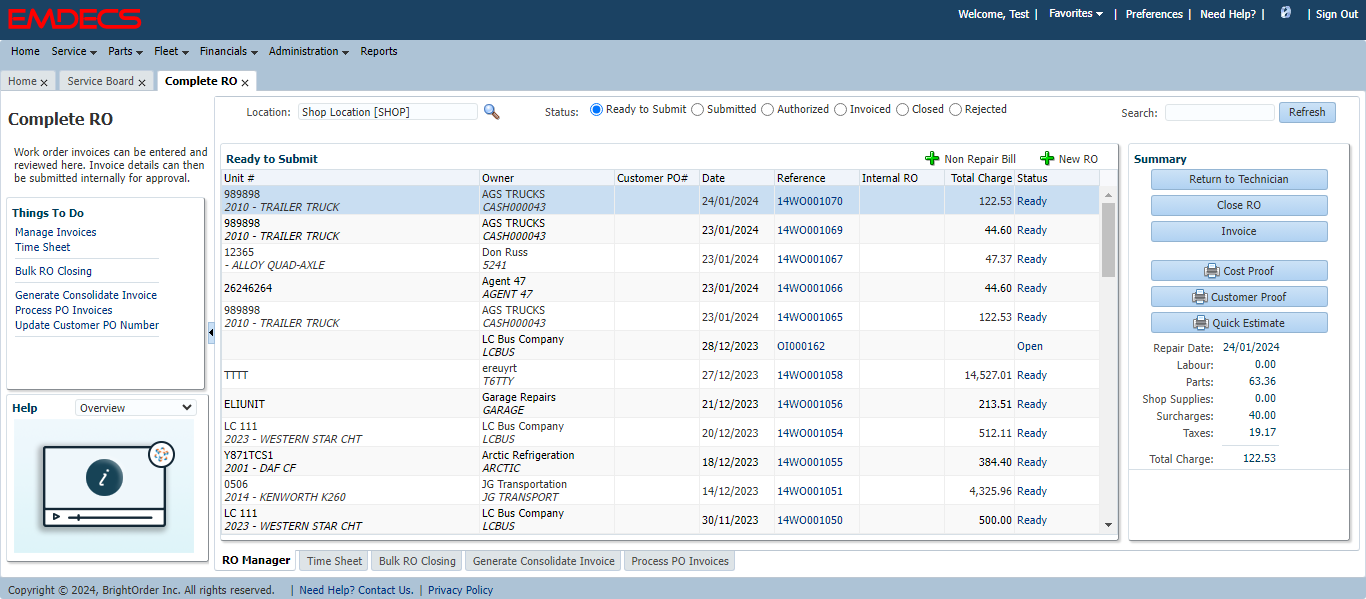 EMDECS
Welcome, Test | Favorites | Preferences | Need Help? | | Sign Out
Home Service Parts Fleet Financials Administration Reports
Home x Service Board x Complete RO x
Complete RO
Work order invoices can be entered and
reviewed here. Invoice details can then
be submitted internally for approval.
Things To Do
Manage Invoices
Time Sheet
Bulk RO Closing
Generate Consolidate Invoice
Process PO Invoices
Update Customer PO Number
Help Overview
i
Location: Shop Location [SHOP] Status: Ready to Submit Submitted Authorized Invoiced Closed Rejected Search: Refresh
Ready to Submit Non Repair Bill New RO
Unit # Owner Customer PO# Date Reference Internal RO Total Charge Status
989898 AGS TRUCKS
2010 - TRAILER TRUCK CASH000043 24/01/2024 14WO001070 122.53 Ready
989898 AGS TRUCKS
2010 - TRAILER TRUCK CASH000043 23/01/2024 14WO001069 44.60 Ready
12365 Don Russ
- ALLOY QUAD-AXLE 5241 23/01/2024 14WO001067 47.37 Ready
26246264 Agent 47
AGENT 47 23/01/2024 14WO001066 44.60 Ready
989898 AGS TRUCKS
2010 - TRAILER TRUCK CASH000043 23/01/2024 14WO001065 122.53 Ready
LC Bus Company
LCBUS 28/12/2023 OI000162 Open
TTTT ereuyrt
T6TTY 27/12/2023 14WO001058 14,527.01 Ready
ELIUNIT Garage Repairs
GARAGE 21/12/2023 14WO001056 213.51 Ready
LC 111 LC Bus Company
2023 - WESTERN STAR CHT LCBUS 20/12/2023 14WO001054 512.11 Ready
Y871TCS1 Arctic Refrigeration
2001 - DAF CF ARCTIC 18/12/2023 14WO001055 384.40 Ready
0506 JG Transportation
2014 - KENWORTH K260 JG TRANSPORT 14/12/2023 14WO001051 4,325.96 Ready
LC 111 LC Bus Company
2023 - WESTERN STAR CHT LCBUS 30/11/2023 14WO001050 500.00 Ready
Summary
Return to Technician
Close RO
Invoice
Cost Proof
Customer Proof
Quick Estimate
Repair Date: 24/01/2024
Labour: 0.00
Parts: 63.36
Shop Supplies: 0.00
Surcharges: 40.00
Taxes: 19.17
Total Charge: 122.53
RO Manager Time Sheet Bulk RO Closing Generate Consolidate Invoice Process PO Invoices
Copyright © 2024, BrightOrder Inc. All rights reserved. | Need Help? Contact Us. | Privacy Policy